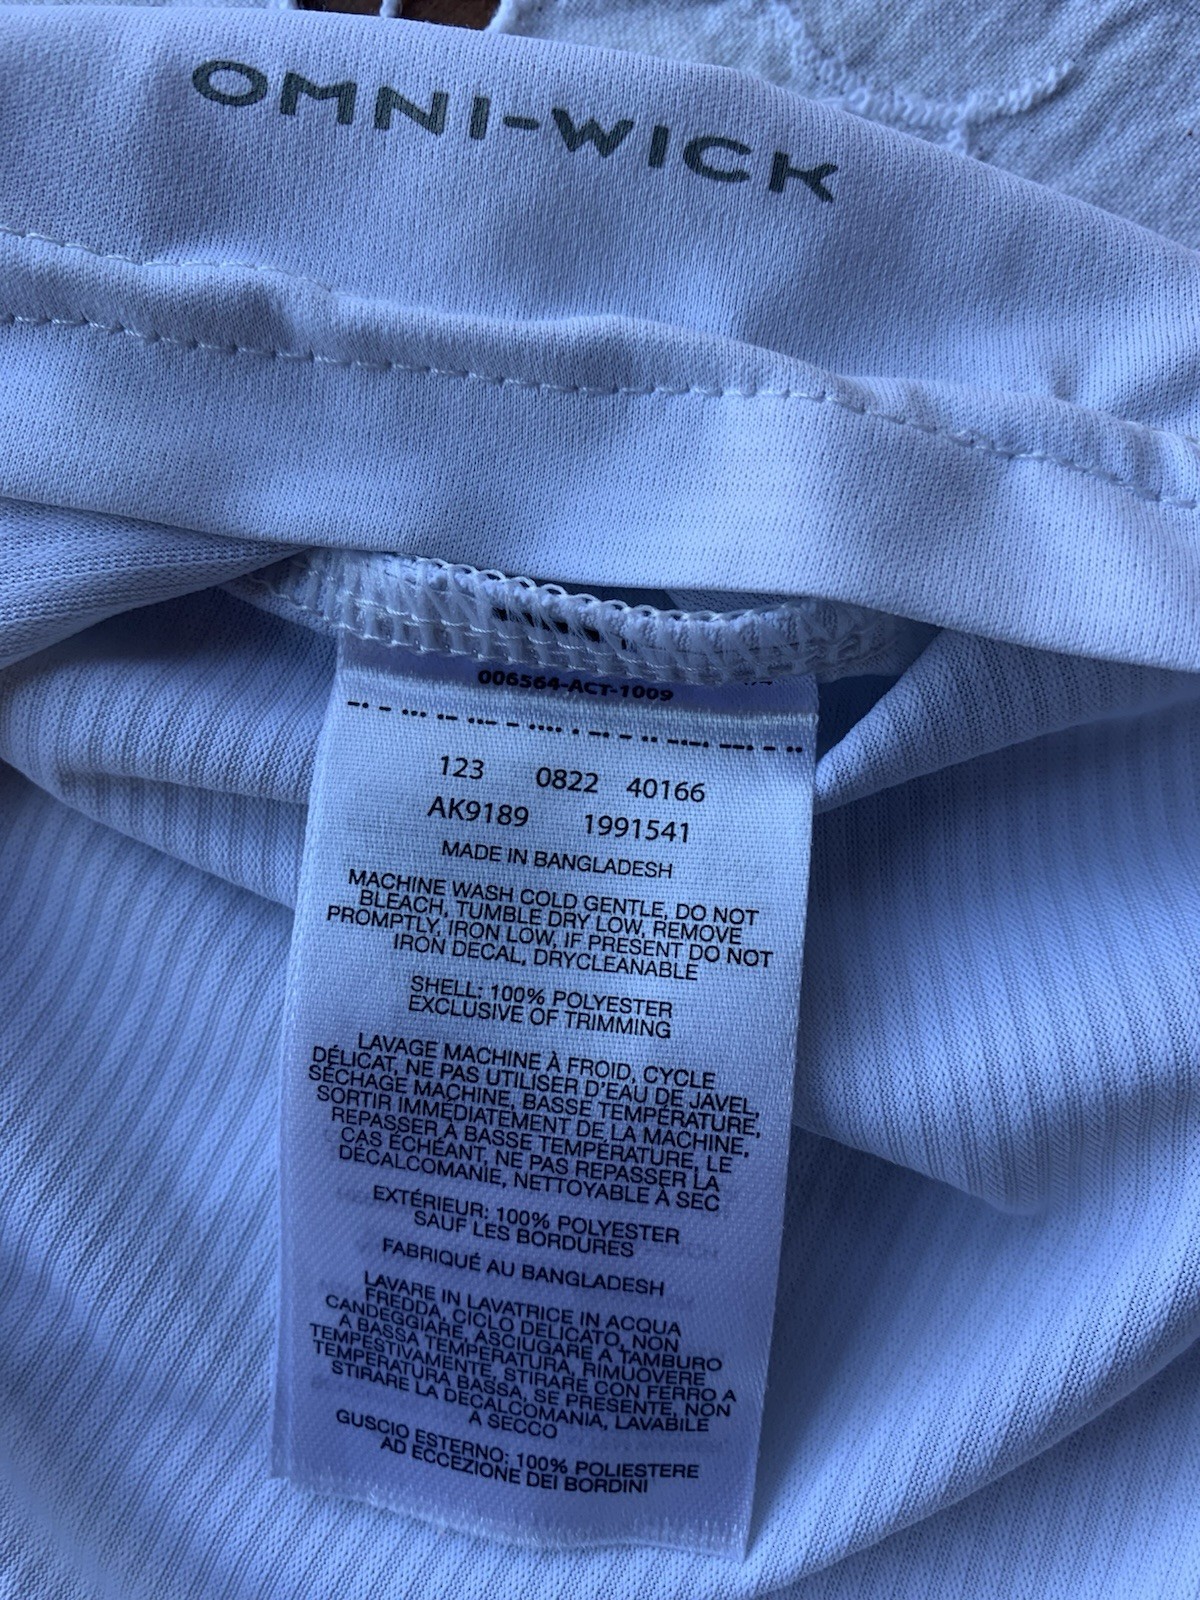 OMNI-WICK
006564-ACT-1009
123 0822 40166
AK9189 1991541
MADE IN BANGLADESH
MACHINE WASH COLD GENTLE, DO NOT
BLEACH, TUMBLE DRY LOW, REMOVE
PROMPTLY, IRON LOW, IF PRESENT DO NOT
IRON DECAL, DRYCLEANABLE
SHELL: 100% POLYESTER
EXCLUSIVE OF TRIMMING
LAVAGE MACHINE À FROID, CYCLE
DÉLICAT, NE PAS UTILISER D'EAU DE JAVEL,
SÉCHAGE MACHINE, BASSE TEMPÉRATURE,
SORTIR IMMÉDIATEMENT DE LA MACHINE,
REPASSER À BASSE TEMPÉRATURE, LE
CAS ÉCHÉANT, NE PAS REPASSER LA
DÉCALCOMANIE, NETTOYABLE À SEC
EXTÉRIEUR: 100% POLYESTER
SAUF LES BORDURES
FABRIQUÉ AU BANGLADESH
LAVARE IN LAVATRICE IN ACQUA
FREDDA, CICLO DELICATO, NON
CANDEGGIARE, ASCIUGARE A TAMBURO
A BASSA TEMPERATURA, RIMUOVERE
TEMPESTIVAMENTE, STIRARE CON FERRO A
TEMPERATURA BASSA, SE PRESENTE, NON
STIRARE LA DECALCOMANIA, LAVABILE
A SECCO
GUSCIO ESTERNO: 100% POLIESTERE
AD ECCEZIONE DEI BORDINI